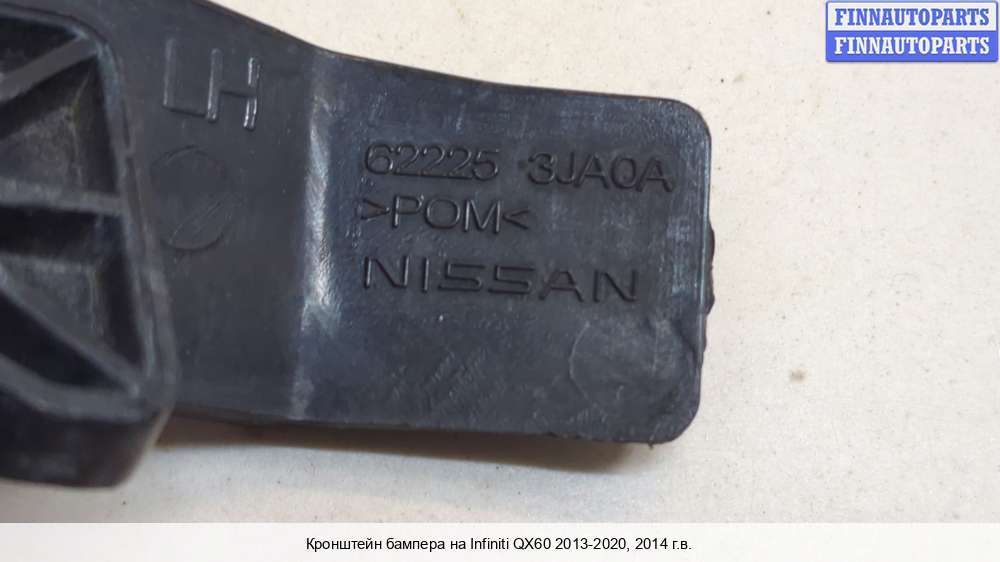 FINNAUTOPARTS
FINNAUTOPARTS
LH
62225 3JA0A
>POM<
NISSAN
Кронштейн бампера на Infiniti QX60 2013-2020, 2014 г.в.